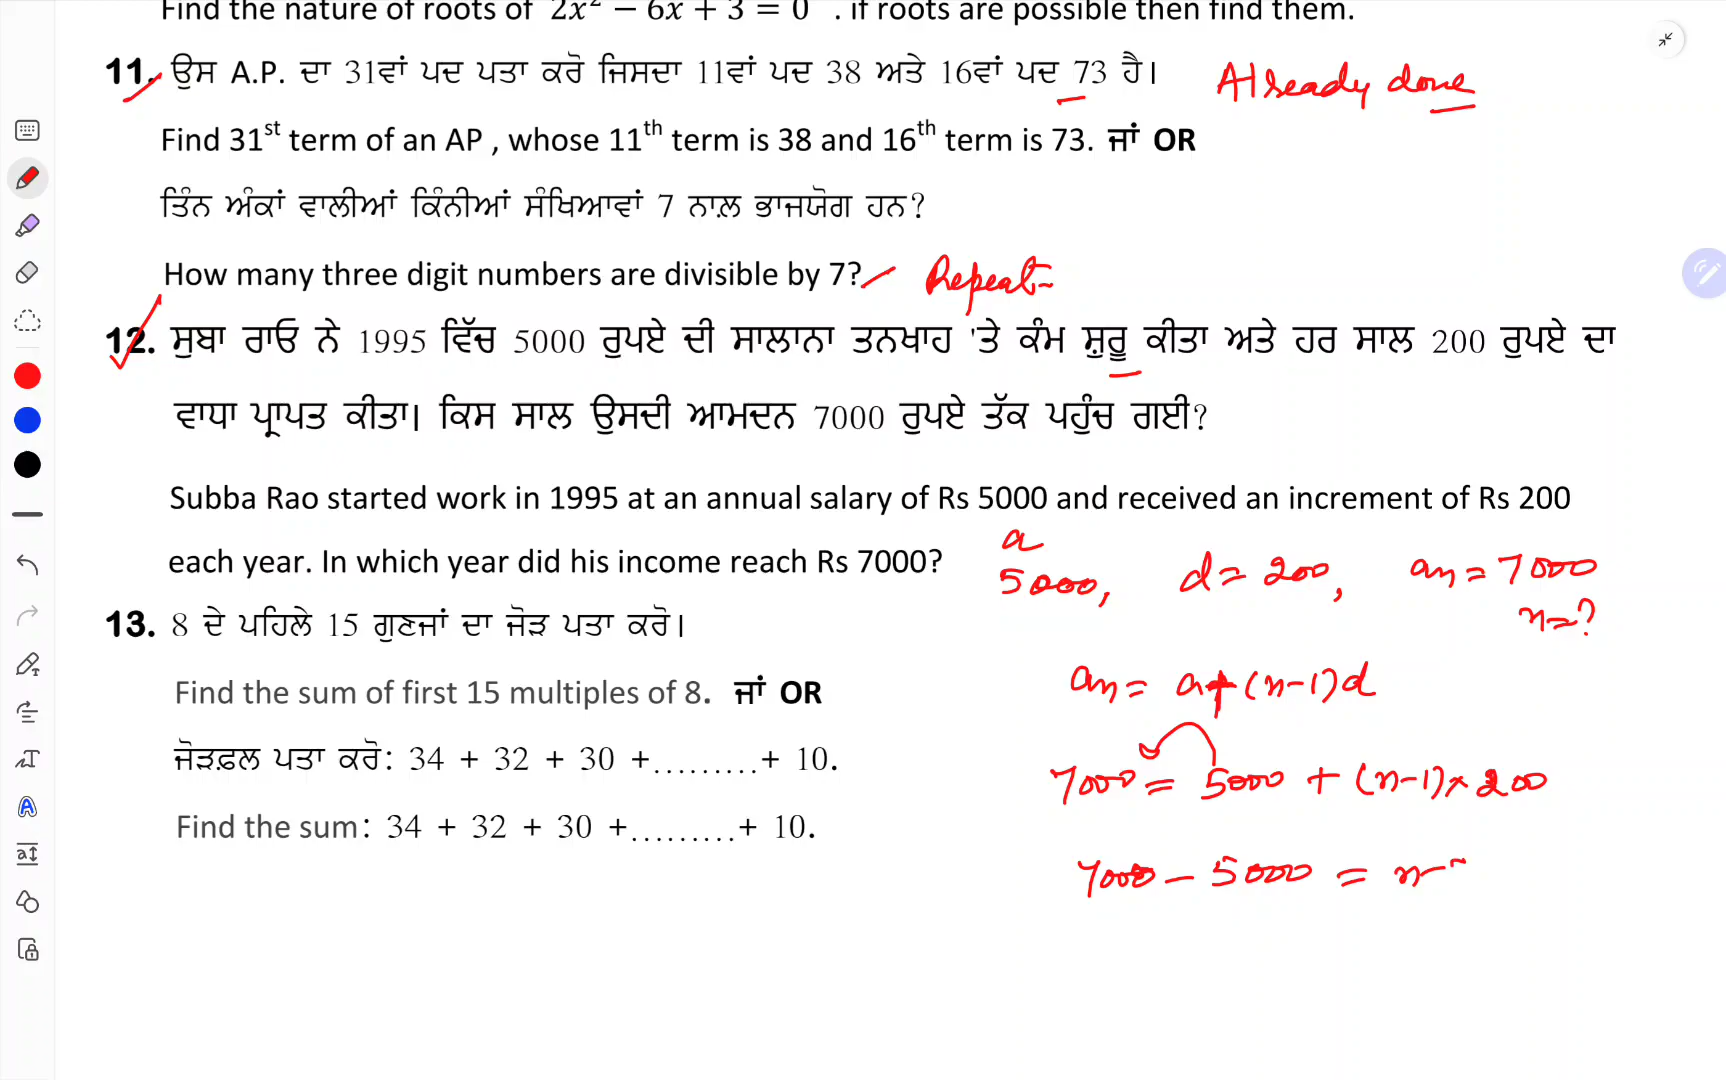 Find the nature of roots of 2x² − 6x + 3 = 0 . if roots are possible then find them.
11. ਉਸ A.P. ਦਾ 31ਵਾਂ ਪਦ ਪਤਾ ਕਰੋ ਜਿਸਦਾ 11ਵਾਂ ਪਦ 38 ਅਤੇ 16ਵਾਂ ਪਦ 73 ਹੈ। Already done
Find 31st term of an AP , whose 11th term is 38 and 16th term is 73. ਜਾਂ OR
ਤਿੰਨ ਅੰਕਾਂ ਵਾਲੀਆਂ ਕਿੰਨੀਆਂ ਸੰਖਿਆਵਾਂ 7 ਨਾਲ਼ ਭਾਜਯੋਗ ਹਨ?
How many three digit numbers are divisible by 7? Repeat
12. ਸੁਬਾ ਰਾਓ ਨੇ 1995 ਵਿੱਚ 5000 ਰੁਪਏ ਦੀ ਸਾਲਾਨਾ ਤਨਖਾਹ 'ਤੇ ਕੰਮ ਸ਼ੁਰੂ ਕੀਤਾ ਅਤੇ ਹਰ ਸਾਲ 200 ਰੁਪਏ ਦਾ
ਵਾਧਾ ਪ੍ਰਾਪਤ ਕੀਤਾ। ਕਿਸ ਸਾਲ ਉਸਦੀ ਆਮਦਨ 7000 ਰੁਪਏ ਤੱਕ ਪਹੁੰਚ ਗਈ?
Subba Rao started work in 1995 at an annual salary of Rs 5000 and received an increment of Rs 200
each year. In which year did his income reach Rs 7000?
a
5000, d = 200, an = 7000
n = ?
13. 8 ਦੇ ਪਹਿਲੇ 15 ਗੁਣਜਾਂ ਦਾ ਜੋੜ ਪਤਾ ਕਰੋ।
Find the sum of first 15 multiples of 8. ਜਾਂ OR
ਜੋੜਫ਼ਲ ਪਤਾ ਕਰੋ: 34 + 32 + 30 +.........+ 10.
Find the sum: 34 + 32 + 30 +.........+ 10.
an = a + (n-1)d
7000 = 5000 + (n-1) × 200
7000 - 5000 = n-